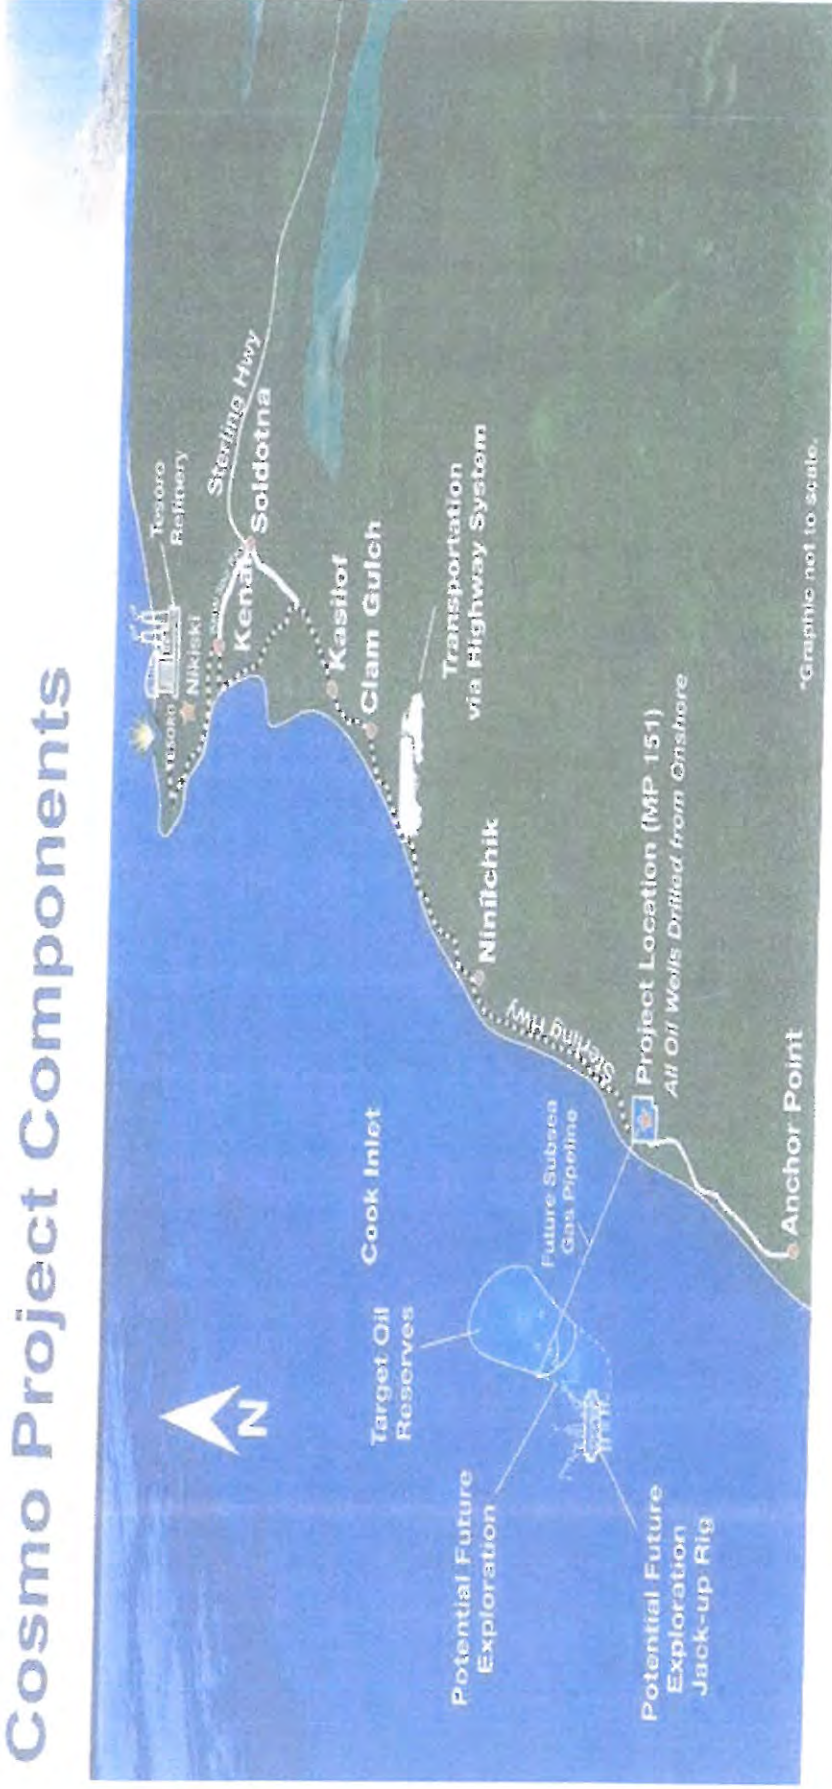 Cosmo Project Components
Tesoro
Refinery
TESORO
Nikiski
Kenai
Sterling Hwy
Soldotna
Kasilof
Clam Gulch
Transportation
via Highway System
Ninilchik
Sterling Hwy
Cook Inlet
N
Target Oil
Reserves
Future Subsea
Gas Pipeline
Potential Future
Exploration
Potential Future
Exploration
Jack-up Rig
Project Location (MP 151)
All Oil Wells Drilled from Onshore
Anchor Point
*Graphic not to scale.